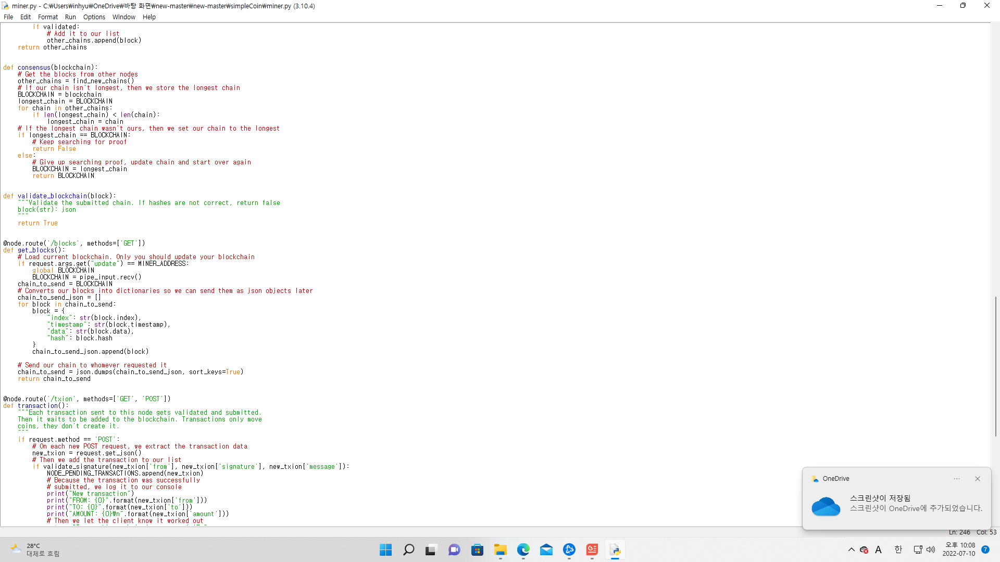 miner.py - C:₩Users₩inhyu₩OneDrive₩바탕 화면₩new-master₩new-master₩simpleCoin₩miner.py (3.10.4)
File Edit Format Run Options Window Help
        if validated:
            # Add it to our list
            other_chains.append(block)
    return other_chains
def consensus(blockchain):
    # Get the blocks from other nodes
    other_chains = find_new_chains()
    # If our chain isn't longest, then we store the longest chain
    BLOCKCHAIN = blockchain
    longest_chain = BLOCKCHAIN
    for chain in other_chains:
        if len(longest_chain) < len(chain):
            longest_chain = chain
    # If the longest chain wasn't ours, then we set our chain to the longest
    if longest_chain == BLOCKCHAIN:
        # Keep searching for proof
        return False
    else:
        # Give up searching proof, update chain and start over again
        BLOCKCHAIN = longest_chain
        return BLOCKCHAIN
def validate_blockchain(block):
    """Validate the submitted chain. If hashes are not correct, return false
    block(str): json
    """
    return True
@node.route('/blocks', methods=['GET'])
def get_blocks():
    # Load current blockchain. Only you should update your blockchain
    if request.args.get("update") == MINER_ADDRESS:
        global BLOCKCHAIN
        BLOCKCHAIN = pipe_input.recv()
    chain_to_send = BLOCKCHAIN
    # Converts our blocks into dictionaries so we can send them as json objects later
    chain_to_send_json = []
    for block in chain_to_send:
        block = {
            "index": str(block.index),
            "timestamp": str(block.timestamp),
            "data": str(block.data),
            "hash": block.hash
        }
        chain_to_send_json.append(block)
    # Send our chain to whomever requested it
    chain_to_send = json.dumps(chain_to_send_json, sort_keys=True)
    return chain_to_send
@node.route('/txion', methods=['GET', 'POST'])
def transaction():
    """Each transaction sent to this node gets validated and submitted.
    Then it waits to be added to the blockchain. Transactions only move
    coins, they don't create it.
    """
    if request.method == 'POST':
        # On each new POST request, we extract the transaction data
        new_txion = request.get_json()
        # Then we add the transaction to our list
        if validate_signature(new_txion['from'], new_txion['signature'], new_txion['message']):
            NODE_PENDING_TRANSACTIONS.append(new_txion)
            # Because the transaction was successfully
            # submitted, we log it to our console
            print("New transaction")
            print("FROM: {0}".format(new_txion['from']))
            print("TO: {0}".format(new_txion['to']))
            print("AMOUNT: {0}₩n".format(new_txion['amount']))
            # Then we let the client know it worked out
OneDrive
스크린샷이 저장됨
스크린샷이 OneDrive에 추가되었습니다.
Ln: 246 Col: 53
28°C
대체로 흐림
A 한
오후 10:08
2022-07-10
7